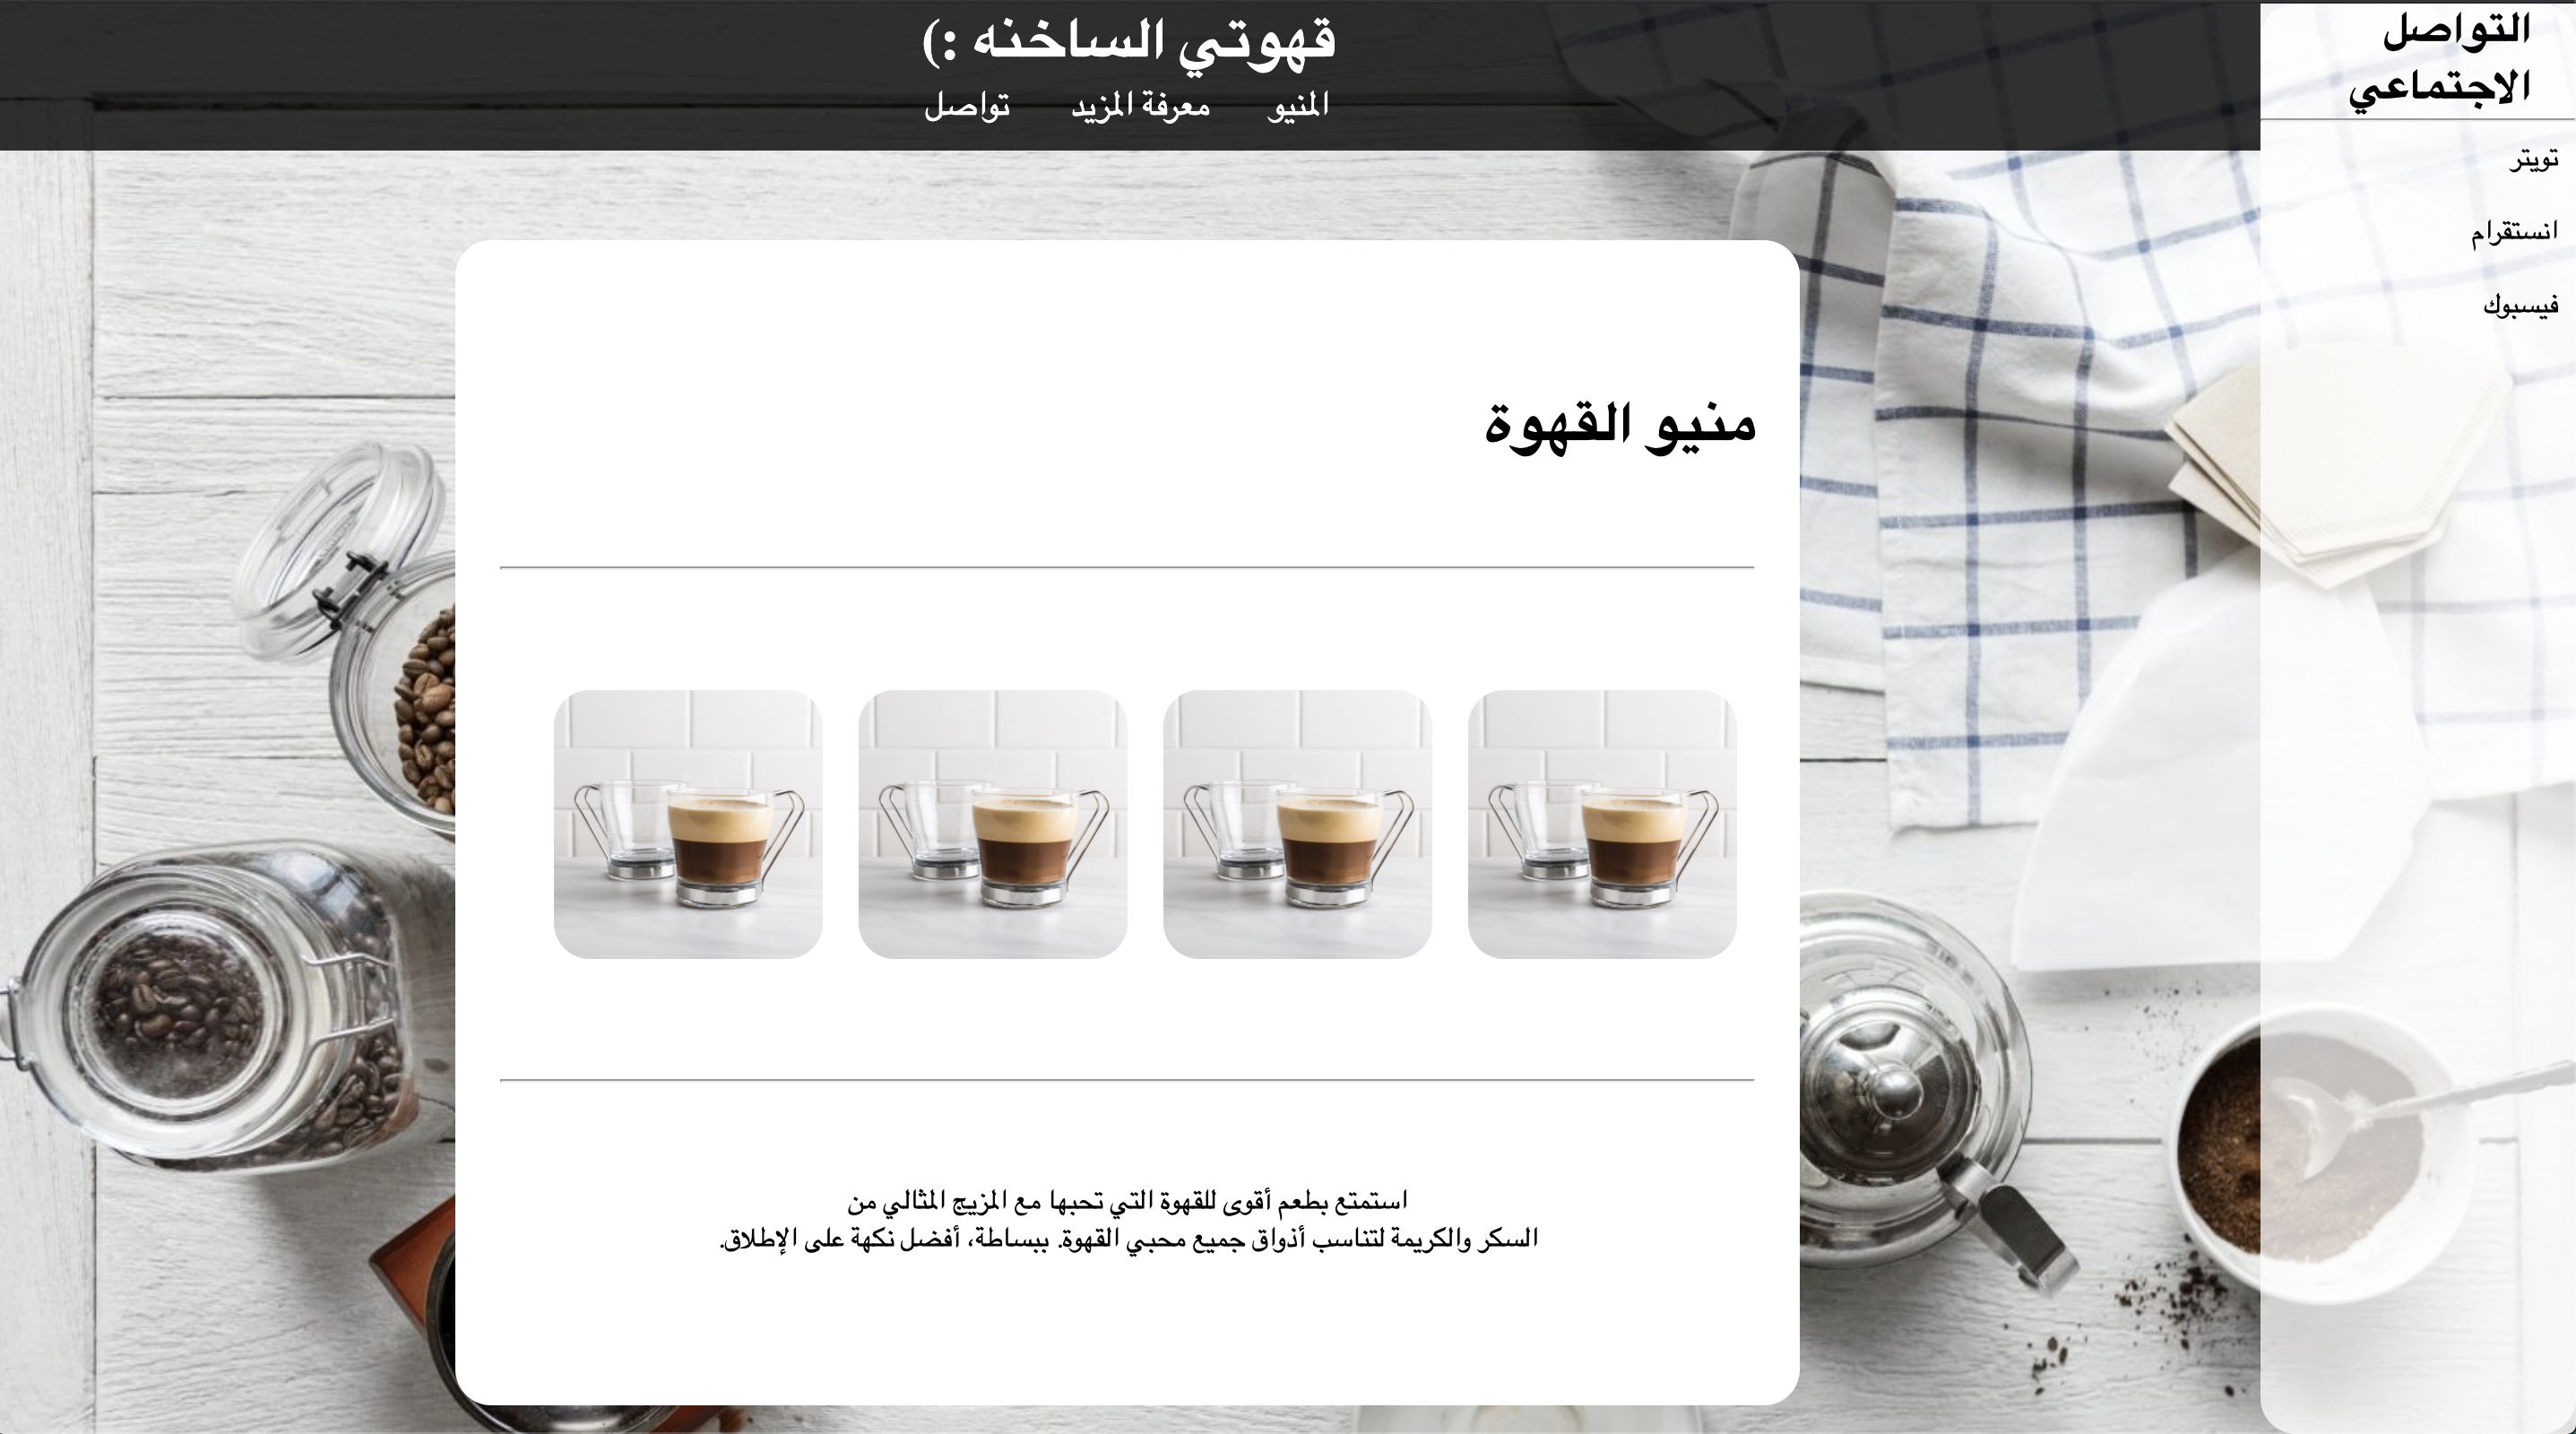 قهوتي الساخنه :)
المنيو معرفة المزيد تواصل
التواصل
الاجتماعي
تويتر
انستقرام
فيسبوك
منيو القهوة
استمتع بطعم أقوى للقهوة التي تحبها مع المزيج المثالي من
السكر والكريمة لتناسب أذواق جميع محبي القهوة. ببساطة، أفضل نكهة على الإطلاق.